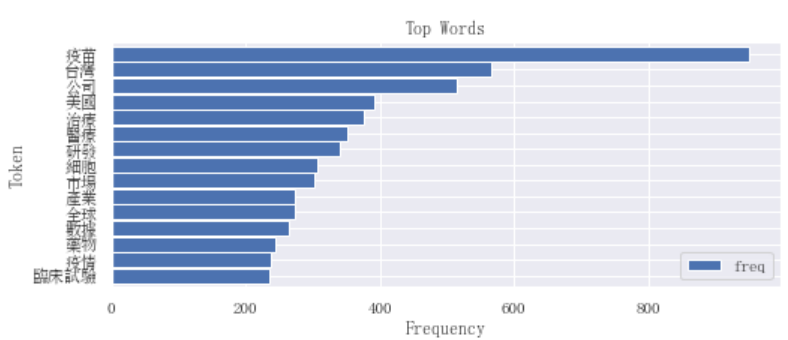 Top Words
疫苗
台灣
公司
美國
治療
醫療
研發
細胞
市場
產業
全球
數據
藥物
疫情
臨床試驗
Token
freq
0 200 400 600 800
Frequency